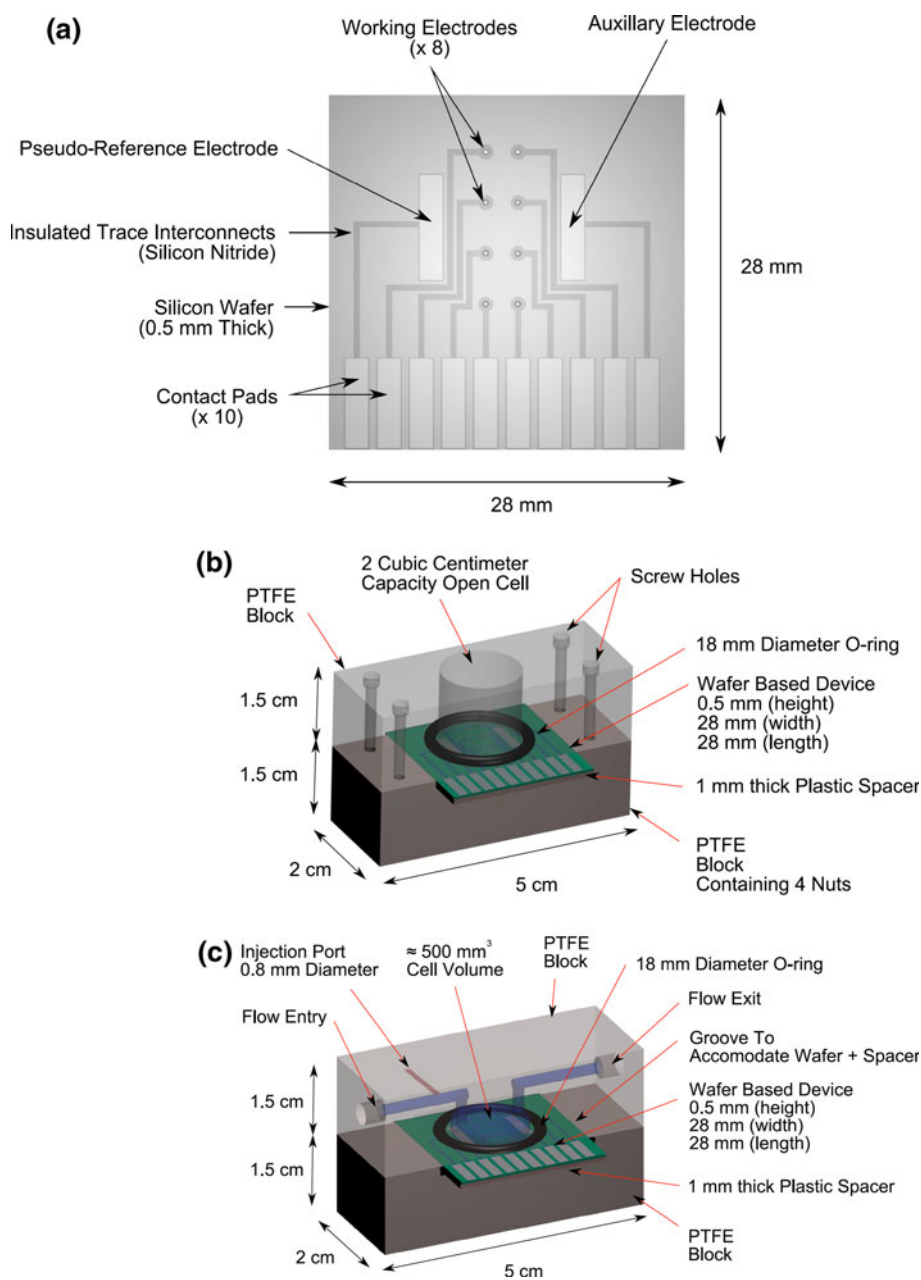 (a)
Working Electrodes
(x 8)
Auxillary Electrode
Pseudo-Reference Electrode
Insulated Trace Interconnects
(Silicon Nitride)
Silicon Wafer
(0.5 mm Thick)
Contact Pads
(x 10)
28 mm
28 mm
(b)
2 Cubic Centimeter
Capacity Open Cell
Screw Holes
PTFE
Block
18 mm Diameter O-ring
Wafer Based Device
0.5 mm (height)
28 mm (width)
28 mm (length)
1.5 cm
1.5 cm
1 mm thick Plastic Spacer
2 cm
5 cm
PTFE
Block
Containing 4 Nuts
(c)
Injection Port
0.8 mm Diameter
≈ 500 mm³
Cell Volume
PTFE
Block
18 mm Diameter O-ring
Flow Entry
Flow Exit
Groove To
Accomodate Wafer + Spacer
Wafer Based Device
0.5 mm (height)
28 mm (width)
28 mm (length)
1.5 cm
1.5 cm
1 mm thick Plastic Spacer
2 cm
5 cm
PTFE
Block